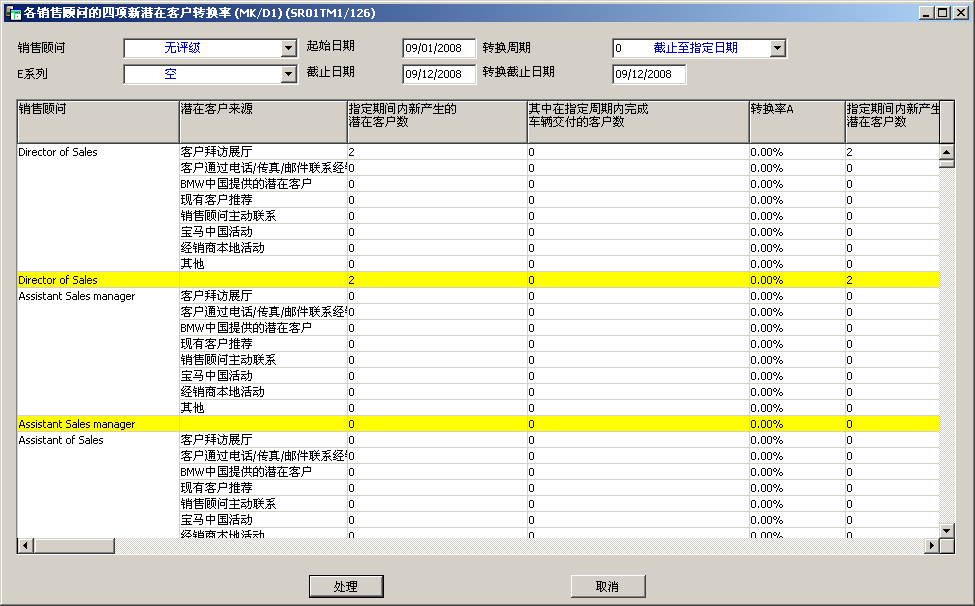 各销售顾问的四项新潜在客户转换率 (MK/D1) (SR01TM1/126)
销售顾问 无评级 起始日期 09/01/2008 转换周期 0 截止至指定日期
E系列 空 截止日期 09/12/2008 转换截止日期 09/12/2008
销售顾问 潜在客户来源 指定期间内新产生的 其中在指定周期内完成 转换率A 指定期间内新产生
潜在客户数 车辆交付的客户数 潜在客户数
Director of Sales 客户拜访展厅 2 0 0.00% 2
客户通过电话/传真/邮件联系经销 0 0 0.00% 0
BMW中国提供的潜在客户 0 0 0.00% 0
现有客户推荐 0 0 0.00% 0
销售顾问主动联系 0 0 0.00% 0
宝马中国活动 0 0 0.00% 0
经销商本地活动 0 0 0.00% 0
其他 0 0 0.00% 0
Director of Sales 2 0 0.00% 2
Assistant Sales manager 客户拜访展厅 0 0 0.00% 0
客户通过电话/传真/邮件联系经销 0 0 0.00% 0
BMW中国提供的潜在客户 0 0 0.00% 0
现有客户推荐 0 0 0.00% 0
销售顾问主动联系 0 0 0.00% 0
宝马中国活动 0 0 0.00% 0
经销商本地活动 0 0 0.00% 0
其他 0 0 0.00% 0
Assistant Sales manager 0 0 0.00% 0
Assistant of Sales 客户拜访展厅 0 0 0.00% 0
客户通过电话/传真/邮件联系经销 0 0 0.00% 0
BMW中国提供的潜在客户 0 0 0.00% 0
现有客户推荐 0 0 0.00% 0
销售顾问主动联系 0 0 0.00% 0
宝马中国活动 0 0 0.00% 0
经销商本地活动 0 0 0.00% 0
处理 取消